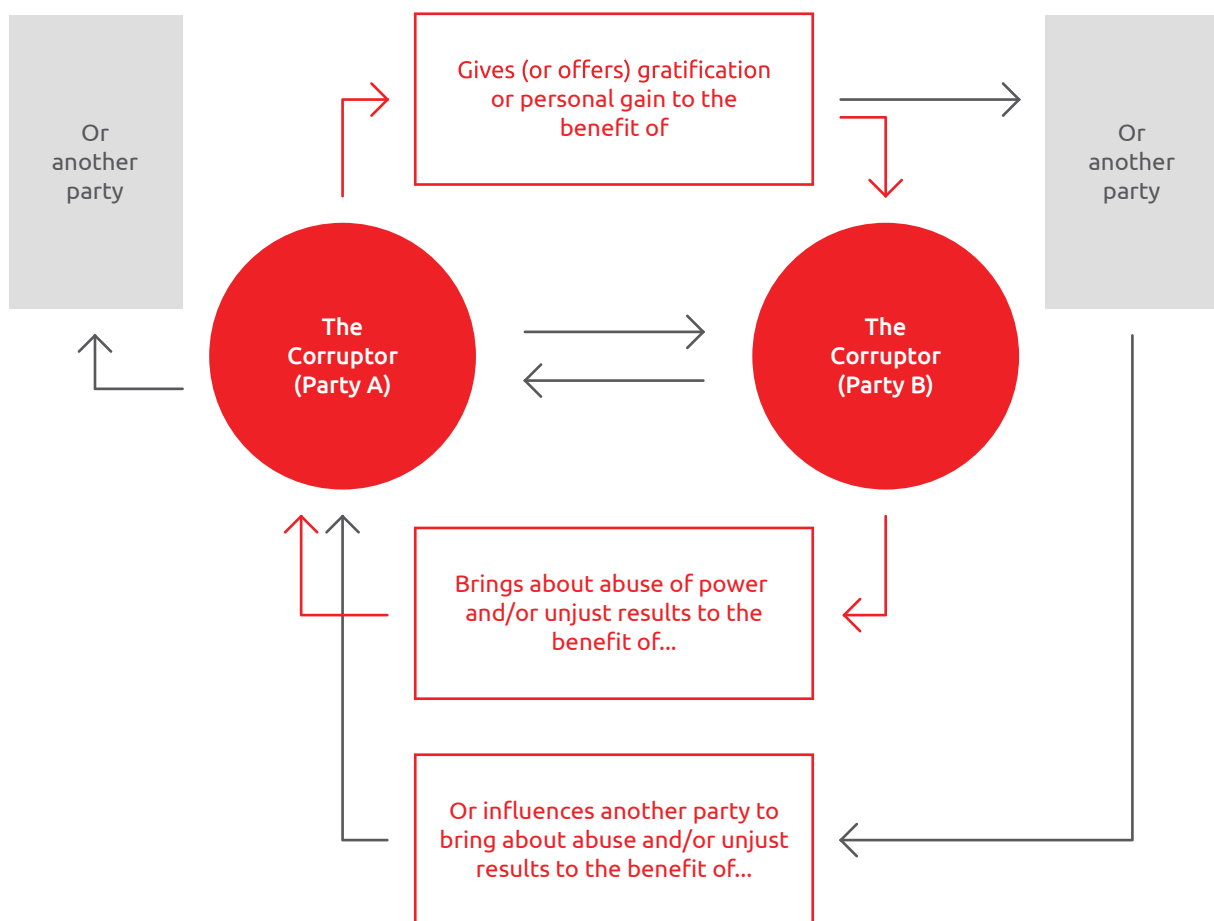 Gives (or offers) gratification
or personal gain to the
benefit of
Or
another
party
Or
another
party
The
Corruptor
(Party A)
The
Corruptor
(Party B)
Brings about abuse of power
and/or unjust results to the
benefit of...
Or influences another party to
bring about abuse and/or unjust
results to the benefit of...